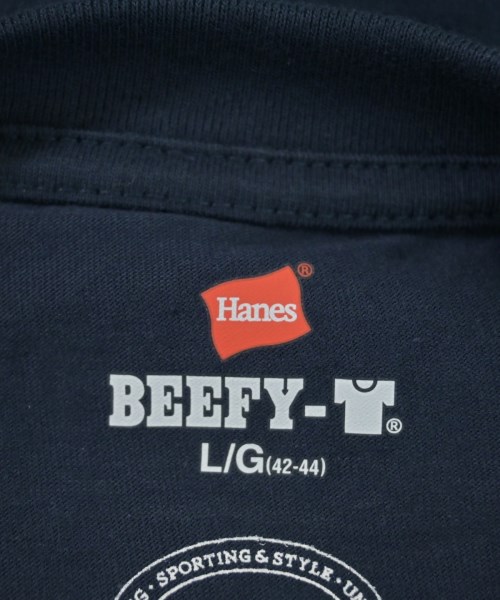 Hanes®
BEEFY-®
L/G(42-44)
· SPORTING & STYLE ·